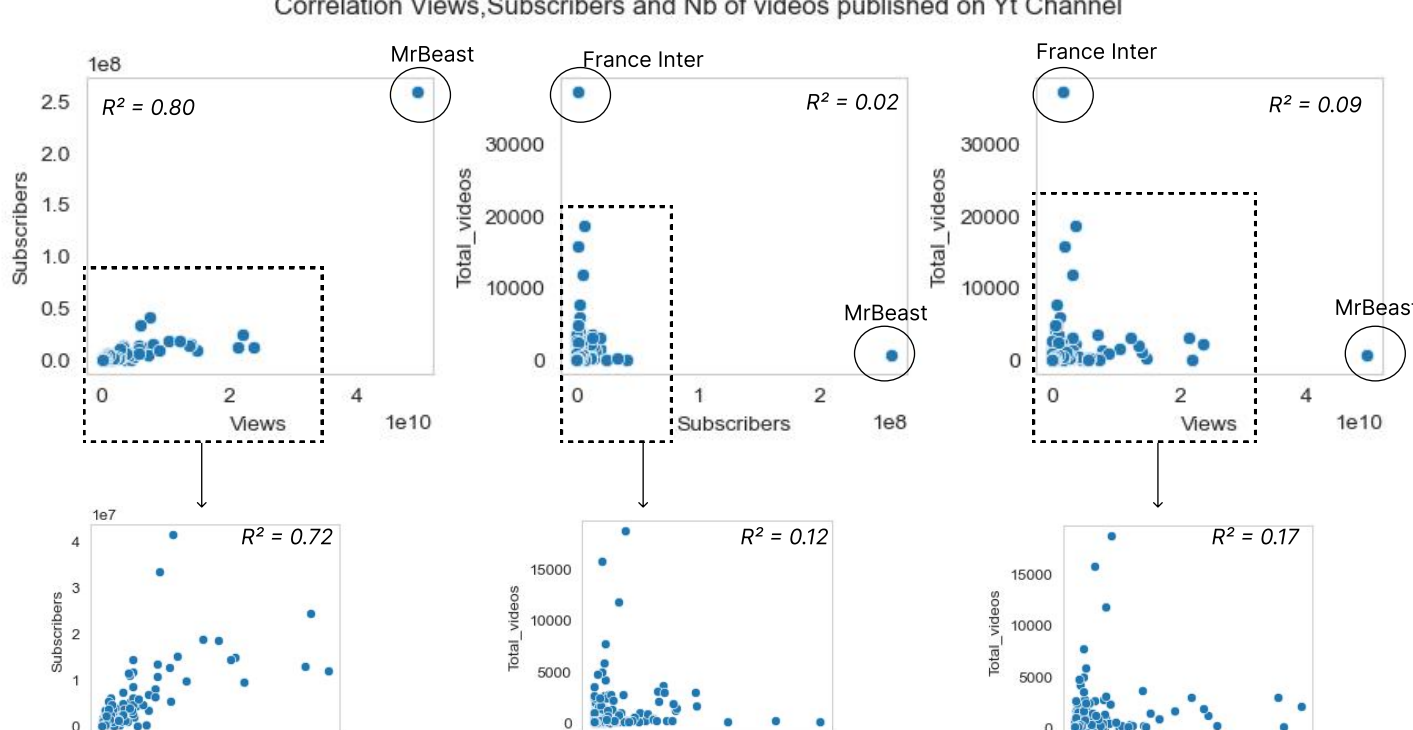 Correlation Views,Subscribers and Nb of videos published on Yt Channel
MrBeast
1e8
R² = 0.80
2.5
2.0
1.5
1.0
0.5
0.0
Subscribers
0 2 4
Views
1e10
France Inter
R² = 0.02
30000
20000
10000
0
Total_videos
MrBeast
0 1 2
Subscribers
1e8
France Inter
R² = 0.09
30000
20000
10000
0
Total_videos
MrBeast
0 2 4
Views
1e10
1e7
R² = 0.72
4
3
2
1
0
Subscribers
R² = 0.12
15000
10000
5000
0
Total_videos
R² = 0.17
15000
10000
5000
0
Total_videos